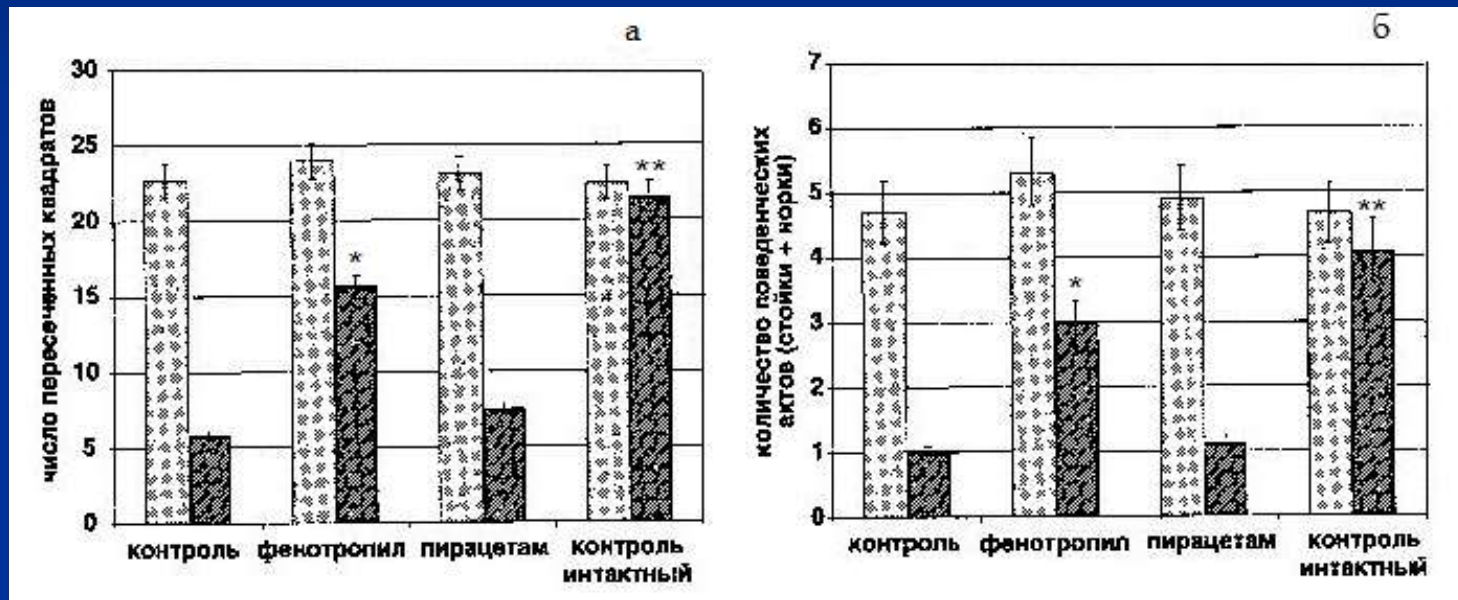 а
число пересеченных квадратов
30
25
20
15
10
5
0
*
**
контроль
фенотропил
пирацетам
контроль
интактный
б
количество поведенческих
актов (стойки + норки)
7
6
5
4
3
2
1
0
*
**
контроль
фенотропил
пирацетам
контроль
интактный